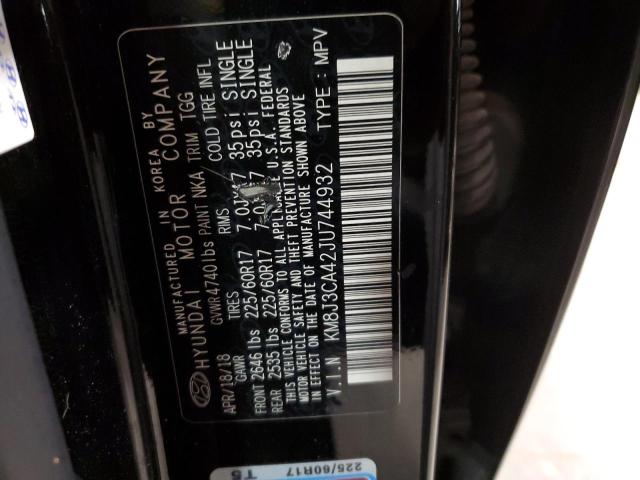 MANUFACTURED IN KOREA BY
HYUNDAI MOTOR COMPANY
APR/18/18 GVWR 4740lbs PAINT NKA TRIM TGG
GAWR TIRES RIMS COLD TIRE INFL
FRONT 2646 lbs 225/60R17 7.0JX17 35psi SINGLE
REAR 2535 lbs 225/60R17 35psi SINGLE
THIS VEHICLE CONFORMS TO ALL APPLICABLE U.S.A. FEDERAL
MOTOR VEHICLE SAFETY AND THEFT PREVENTION STANDARDS
IN EFFECT ON THE DATE OF MANUFACTURE SHOWN ABOVE
V.I.N KM8J3CA42JU744932 TYPE : MPV
225/60R17